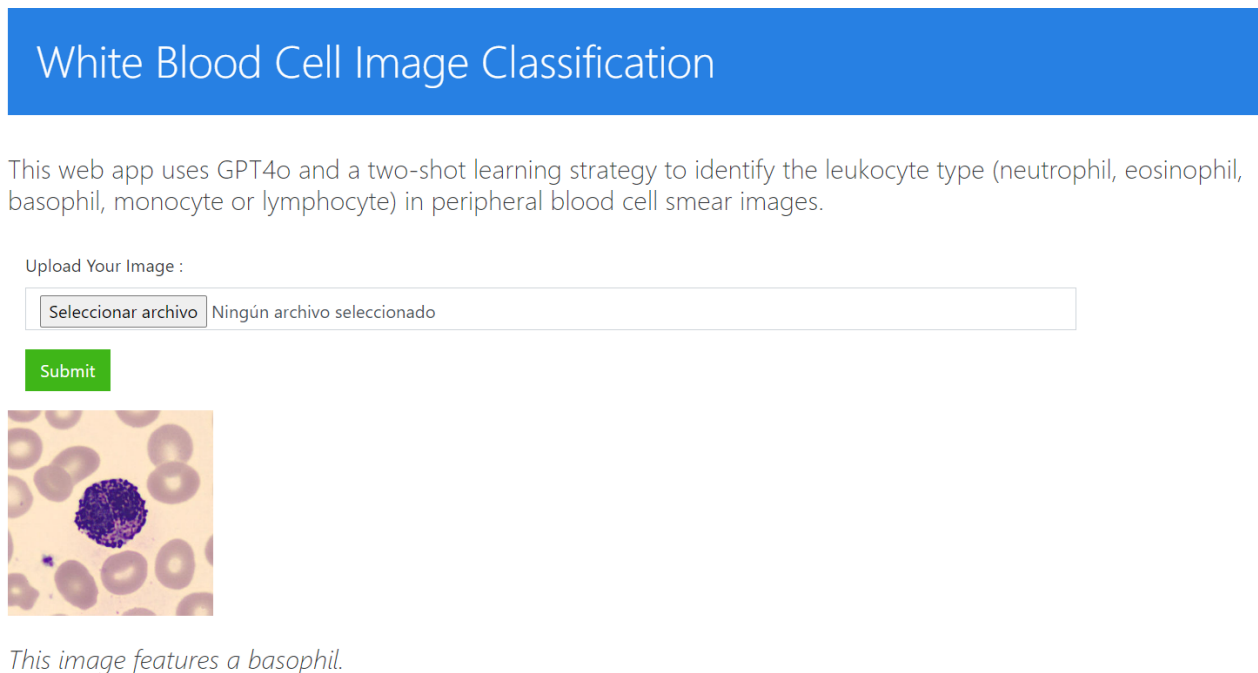 White Blood Cell Image Classification
This web app uses GPT4o and a two-shot learning strategy to identify the leukocyte type (neutrophil, eosinophil,
basophil, monocyte or lymphocyte) in peripheral blood cell smear images.
Upload Your Image :
Seleccionar archivo Ningún archivo seleccionado
Submit
This image features a basophil.